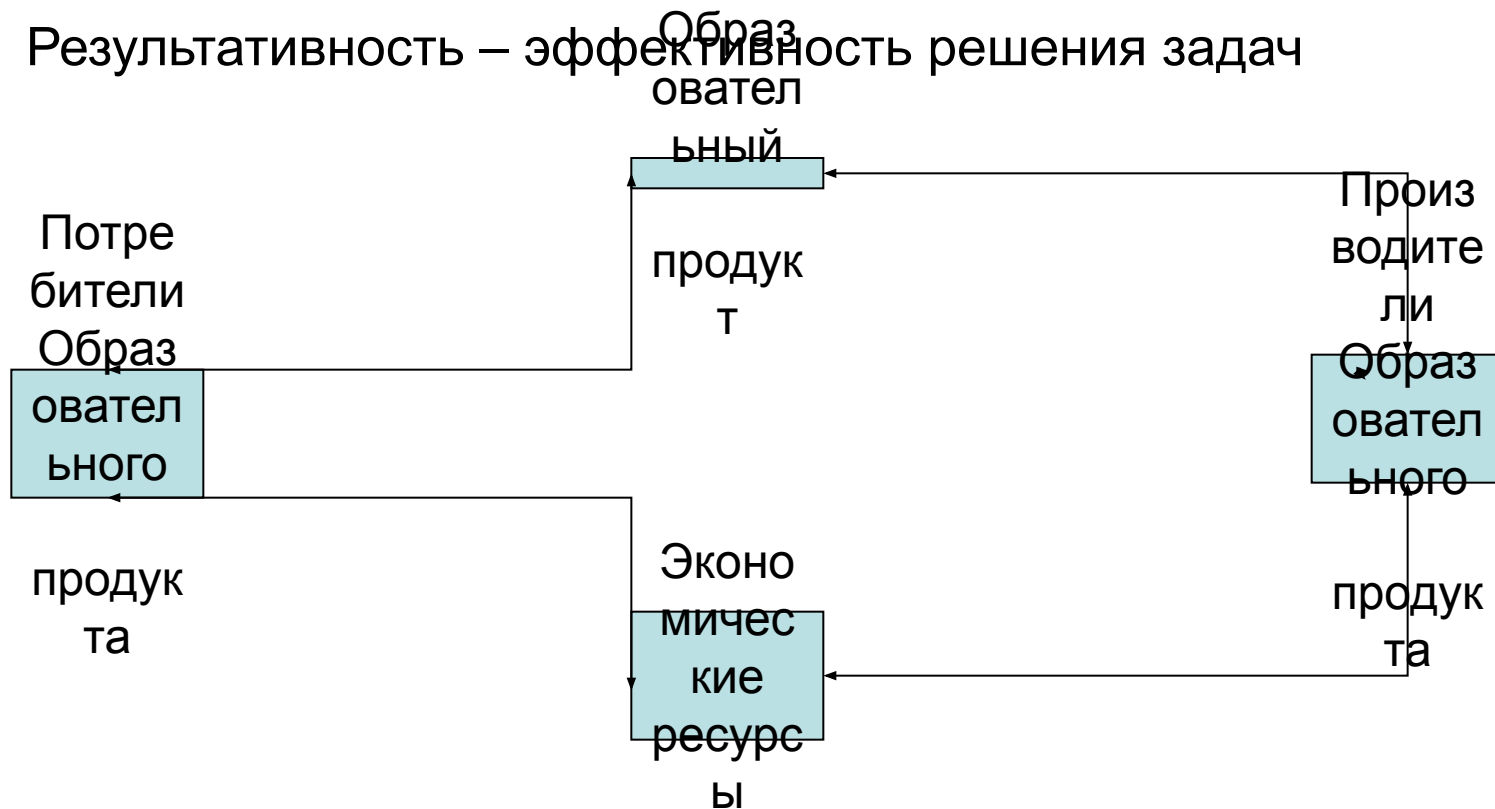 Результативность – эффективность решения задач
Образ
овател
ьный
продук
т
Потре
бители
Образ
овател
ьного
продук
та
Произ
водите
ли
Образ
овател
ьного
продук
та
Эконо
мичес
кие
ресурс
ы